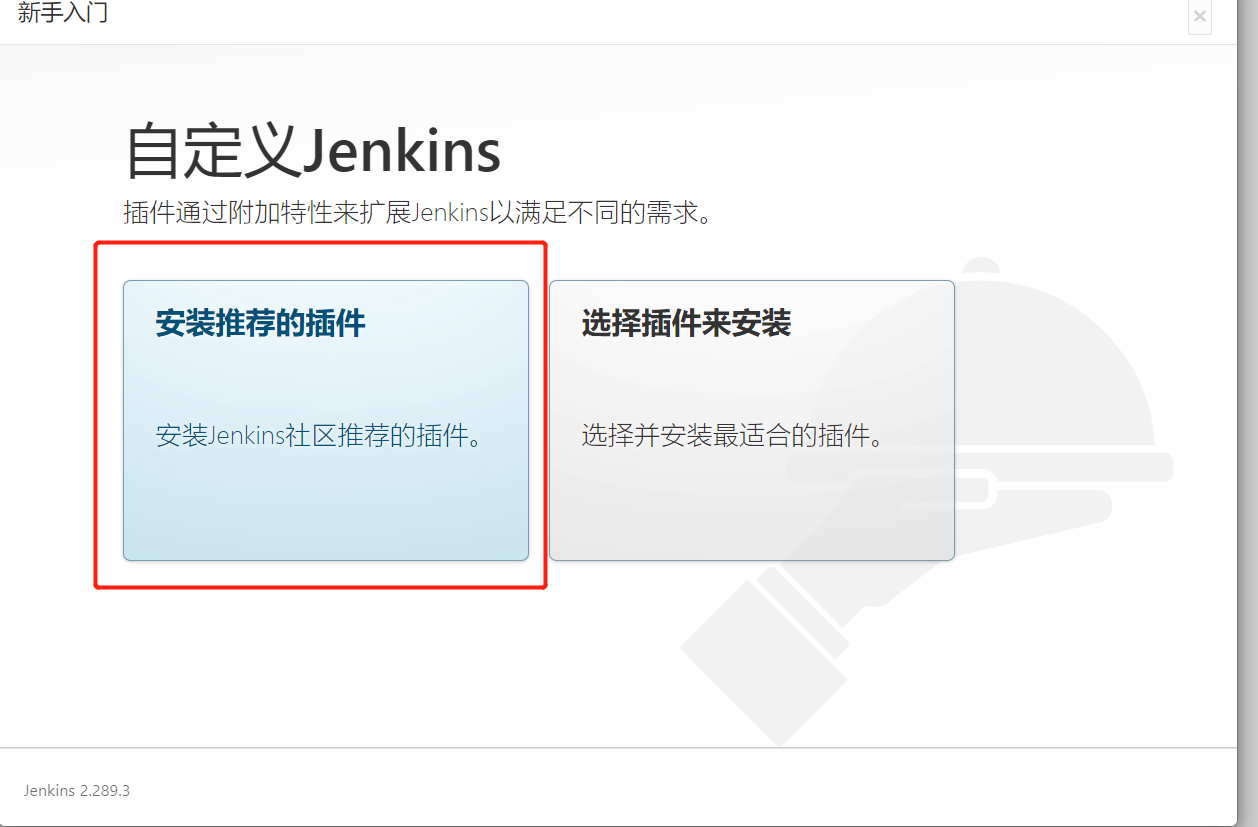 新手入门
×
自定义Jenkins
插件通过附加特性来扩展Jenkins以满足不同的需求。
安装推荐的插件
安装Jenkins社区推荐的插件。
选择插件来安装
选择并安装最适合的插件。
Jenkins 2.289.3